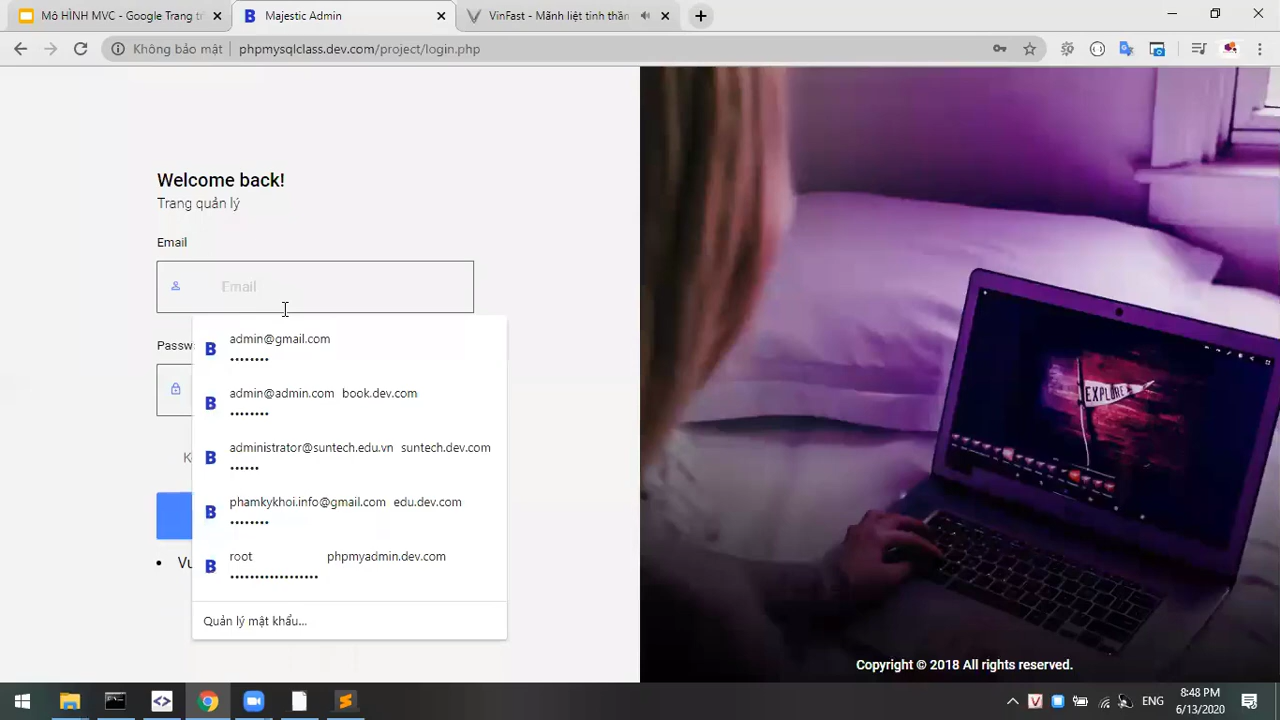 Mô HÌNH MVC - Google Trang t
Majestic Admin
VinFast - Mãnh liệt tinh thần
Không bảo mật
phpmysqlclass.dev.com/project/login.php
Welcome back!
Trang quản lý
Email
Email
admin@gmail.com
••••••••
Passw
admin@admin.com book.dev.com
••••••••
administrator@suntech.edu.vn suntech.dev.com
••••••
K
phamkykhoi.info@gmail.com edu.dev.com
••••••••
root phpmyadmin.dev.com
••••••••••••••••••
• Vu
Quản lý mật khẩu...
EXPLORE
Copyright © 2018 All rights reserved.
ENG
8:48 PM
6/13/2020